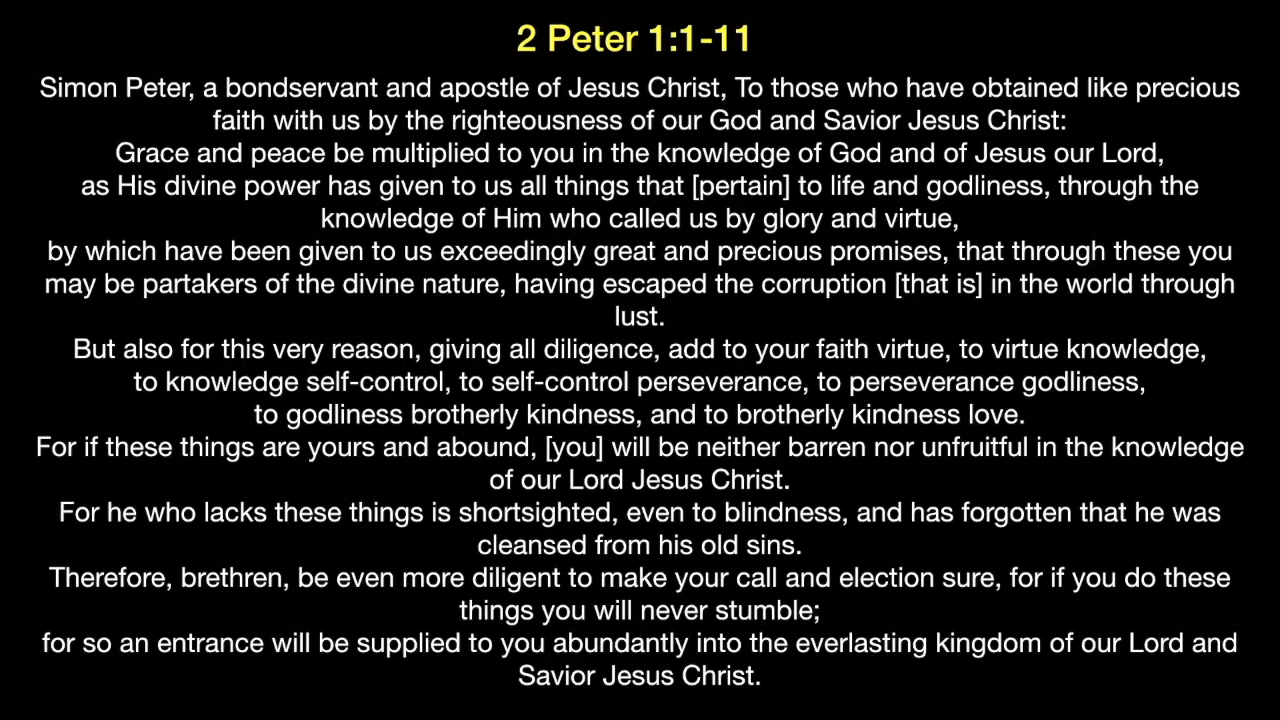 2 Peter 1:1-11
Simon Peter, a bondservant and apostle of Jesus Christ, To those who have obtained like precious
faith with us by the righteousness of our God and Savior Jesus Christ:
Grace and peace be multiplied to you in the knowledge of God and of Jesus our Lord,
as His divine power has given to us all things that [pertain] to life and godliness, through the
knowledge of Him who called us by glory and virtue,
by which have been given to us exceedingly great and precious promises, that through these you
may be partakers of the divine nature, having escaped the corruption [that is] in the world through
lust.
But also for this very reason, giving all diligence, add to your faith virtue, to virtue knowledge,
to knowledge self-control, to self-control perseverance, to perseverance godliness,
to godliness brotherly kindness, and to brotherly kindness love.
For if these things are yours and abound, [you] will be neither barren nor unfruitful in the knowledge
of our Lord Jesus Christ.
For he who lacks these things is shortsighted, even to blindness, and has forgotten that he was
cleansed from his old sins.
Therefore, brethren, be even more diligent to make your call and election sure, for if you do these
things you will never stumble;
for so an entrance will be supplied to you abundantly into the everlasting kingdom of our Lord and
Savior Jesus Christ.